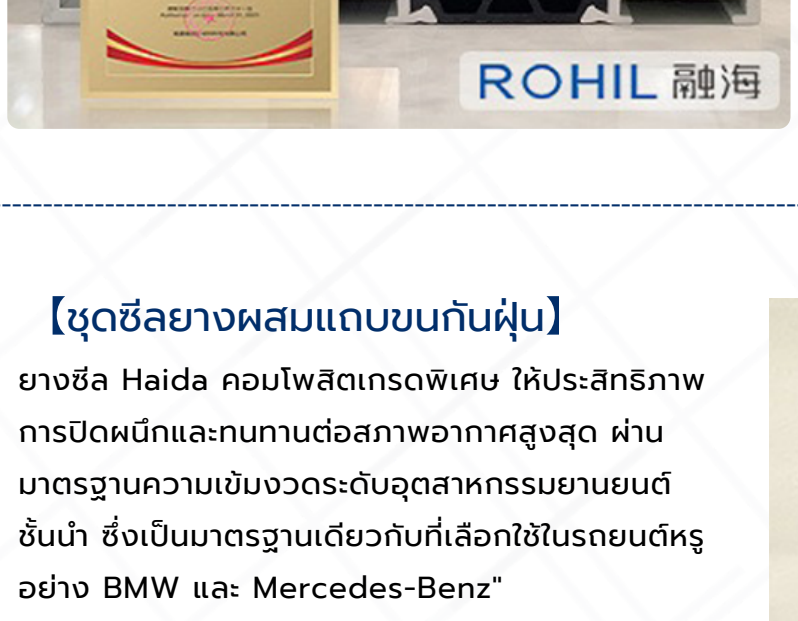 ROHIL 融海
【ชุดซีลยางผสมแถบขนกันฝุ่น】
ยางซีล Haida คอมโพสิตเกรดพิเศษ ให้ประสิทธิภาพ
การปิดผนึกและทนทานต่อสภาพอากาศสูงสุด ผ่าน
มาตรฐานความเข้มงวดระดับอุตสาหกรรมยานยนต์
ชั้นนำ ซึ่งเป็นมาตรฐานเดียวกับที่เลือกใช้ในรถยนต์หรู
อย่าง BMW และ Mercedes-Benz"